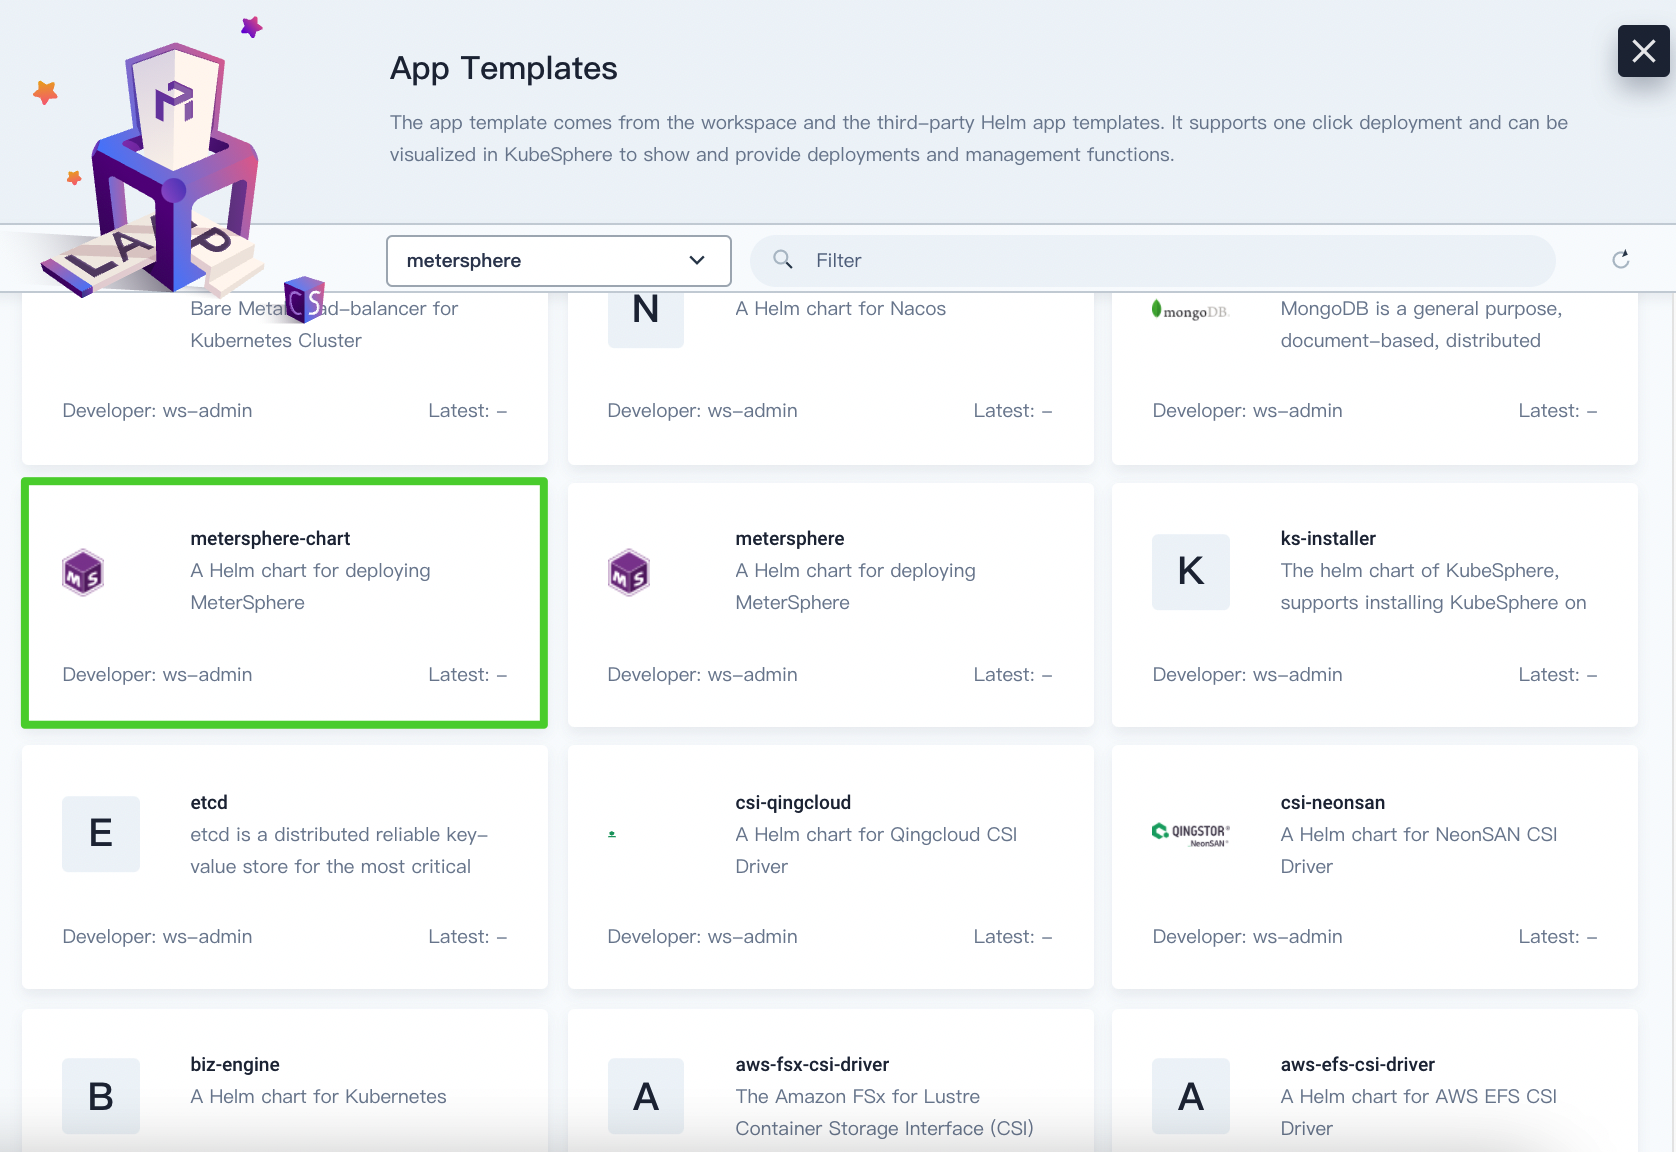 App Templates
The app template comes from the workspace and the third-party Helm app templates. It supports one click deployment and can be
visualized in KubeSphere to show and provide deployments and management functions.
L A P
CS
metersphere
Filter
Bare Meta
ad-balancer for
Kubernetes Cluster
Developer: ws-admin
Latest: -
N
A Helm chart for Nacos
Developer: ws-admin
Latest: -
mongoDB.
MongoDB is a general purpose,
document-based, distributed
Developer: ws-admin
Latest: -
MS
metersphere-chart
A Helm chart for deploying
MeterSphere
Developer: ws-admin
Latest: -
MS
metersphere
A Helm chart for deploying
MeterSphere
Developer: ws-admin
Latest: -
K
ks-installer
The helm chart of KubeSphere,
supports installing KubeSphere on
Developer: ws-admin
Latest: -
E
etcd
etcd is a distributed reliable key-
value store for the most critical
Developer: ws-admin
Latest: -
csi-qingcloud
A Helm chart for Qingcloud CSI
Driver
Developer: ws-admin
Latest: -
QINGSTOR®
NeonSAN®
csi-neonsan
A Helm chart for NeonSAN CSI
Driver
Developer: ws-admin
Latest: -
B
biz-engine
A Helm chart for Kubernetes
A
aws-fsx-csi-driver
The Amazon FSx for Lustre
Container Storage Interface (CSI)
A
aws-efs-csi-driver
A Helm chart for AWS EFS CSI
Driver